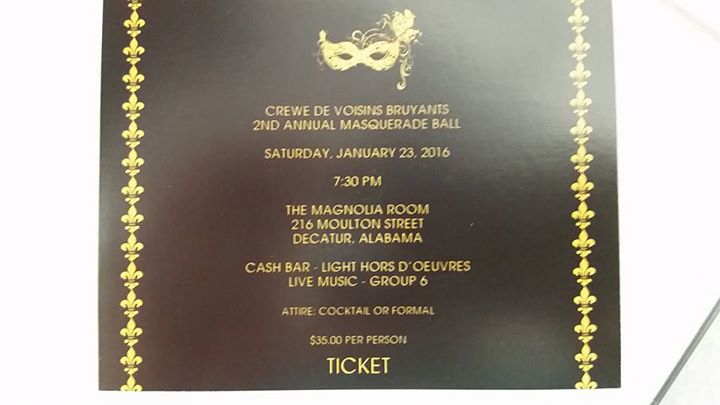 CREWE DE VOISINS BRUYANTS
2ND ANNUAL MASQUERADE BALL
SATURDAY, JANUARY 23, 2016
7:30 PM
THE MAGNOLIA ROOM
216 MOULTON STREET
DECATUR, ALABAMA
CASH BAR - LIGHT HORS D'OEUVRES
LIVE MUSIC - GROUP 6
ATTIRE: COCKTAIL OR FORMAL
$35.00 PER PERSON
TICKET